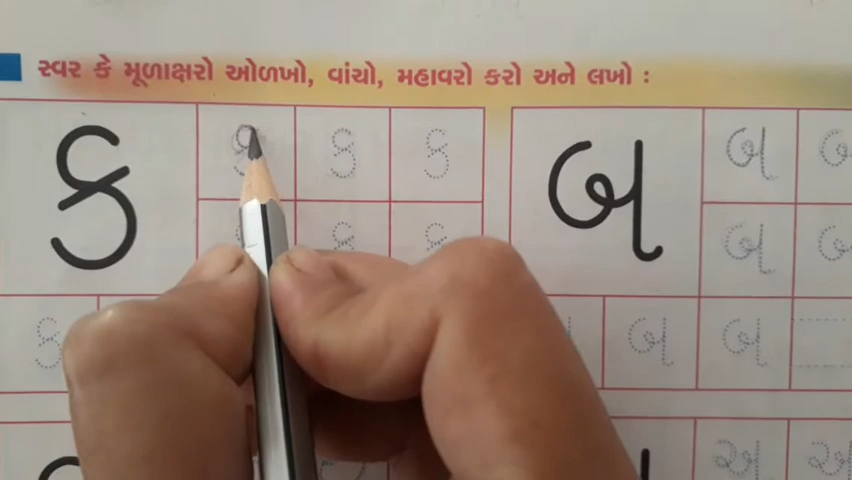 સ્વર કે મૂળાક્ષરો ઓળખો, વાંચો, મહાવરો કરો અને લખો :
ક ક ક ક બ બ બ
ક ક બ બ
ક બ બ
અ અ